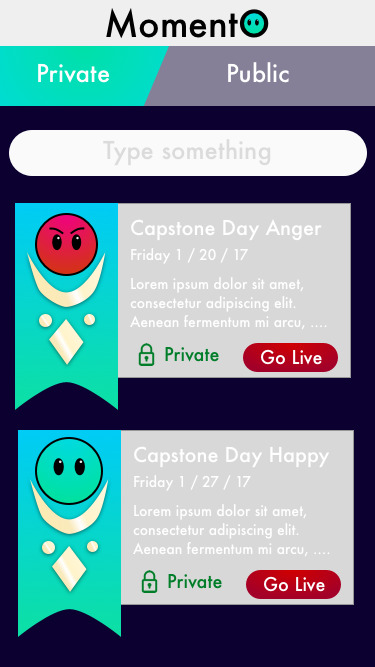 Momento
Private
Public
Type something
Capstone Day Anger
Friday 1 / 20 / 17
Lorem ipsum dolor sit amet,
consectetur adipiscing elit.
Aenean fermentum mi arcu, ....
Private
Go Live
Capstone Day Happy
Friday 1 / 27 / 17
Lorem ipsum dolor sit amet,
consectetur adipiscing elit.
Aenean fermentum mi arcu, ....
Private
Go Live